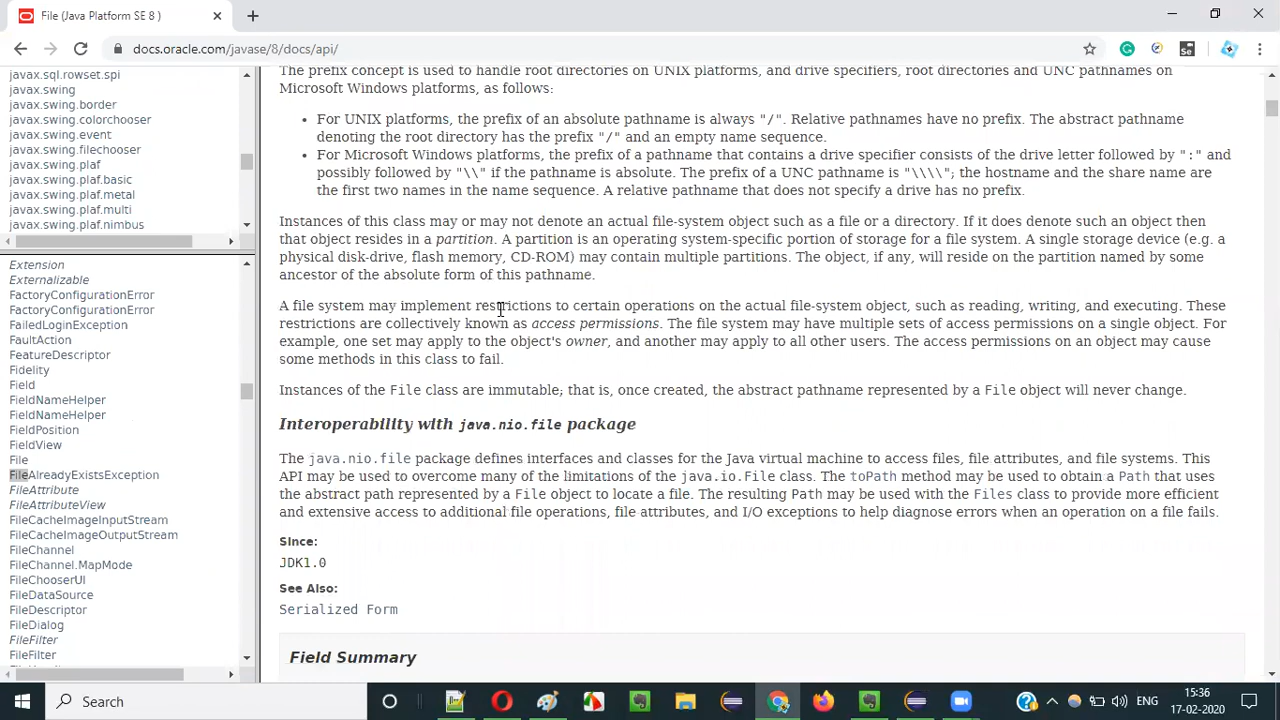 File (Java Platform SE 8 )
docs.oracle.com/javase/8/docs/api/
javax.sql.rowset.spi
javax.swing
javax.swing.border
javax.swing.colorchooser
javax.swing.event
javax.swing.filechooser
javax.swing.plaf
javax.swing.plaf.basic
javax.swing.plaf.metal
javax.swing.plaf.multi
javax.swing.plaf.nimbus
Extension
Externalizable
FactoryConfigurationError
FactoryConfigurationError
FailedLoginException
FaultAction
FeatureDescriptor
Fidelity
Field
FieldNameHelper
FieldNameHelper
FieldPosition
FieldView
File
FileAlreadyExistsException
FileAttribute
FileAttributeView
FileCacheImageInputStream
FileCacheImageOutputStream
FileChannel
FileChannel.MapMode
FileChooserUI
FileDataSource
FileDescriptor
FileDialog
FileFilter
FileFilter
The prefix concept is used to handle root directories on UNIX platforms, and drive specifiers, root directories and UNC pathnames on
Microsoft Windows platforms, as follows:
• For UNIX platforms, the prefix of an absolute pathname is always "/". Relative pathnames have no prefix. The abstract pathname
denoting the root directory has the prefix "/" and an empty name sequence.
• For Microsoft Windows platforms, the prefix of a pathname that contains a drive specifier consists of the drive letter followed by ":" and
possibly followed by "\\" if the pathname is absolute. The prefix of a UNC pathname is "\\\\"; the hostname and the share name are
the first two names in the name sequence. A relative pathname that does not specify a drive has no prefix.
Instances of this class may or may not denote an actual file-system object such as a file or a directory. If it does denote such an object then
that object resides in a partition. A partition is an operating system-specific portion of storage for a file system. A single storage device (e.g. a
physical disk-drive, flash memory, CD-ROM) may contain multiple partitions. The object, if any, will reside on the partition named by some
ancestor of the absolute form of this pathname.
A file system may implement restrictions to certain operations on the actual file-system object, such as reading, writing, and executing. These
restrictions are collectively known as access permissions. The file system may have multiple sets of access permissions on a single object. For
example, one set may apply to the object's owner, and another may apply to all other users. The access permissions on an object may cause
some methods in this class to fail.
Instances of the File class are immutable; that is, once created, the abstract pathname represented by a File object will never change.
Interoperability with java.nio.file package
The java.nio.file package defines interfaces and classes for the Java virtual machine to access files, file attributes, and file systems. This
API may be used to overcome many of the limitations of the java.io.File class. The toPath method may be used to obtain a Path that uses
the abstract path represented by a File object to locate a file. The resulting Path may be used with the Files class to provide more efficient
and extensive access to additional file operations, file attributes, and I/O exceptions to help diagnose errors when an operation on a file fails.
Since:
JDK1.0
See Also:
Serialized Form
Field Summary
Search
ENG
15:36
17-02-2020